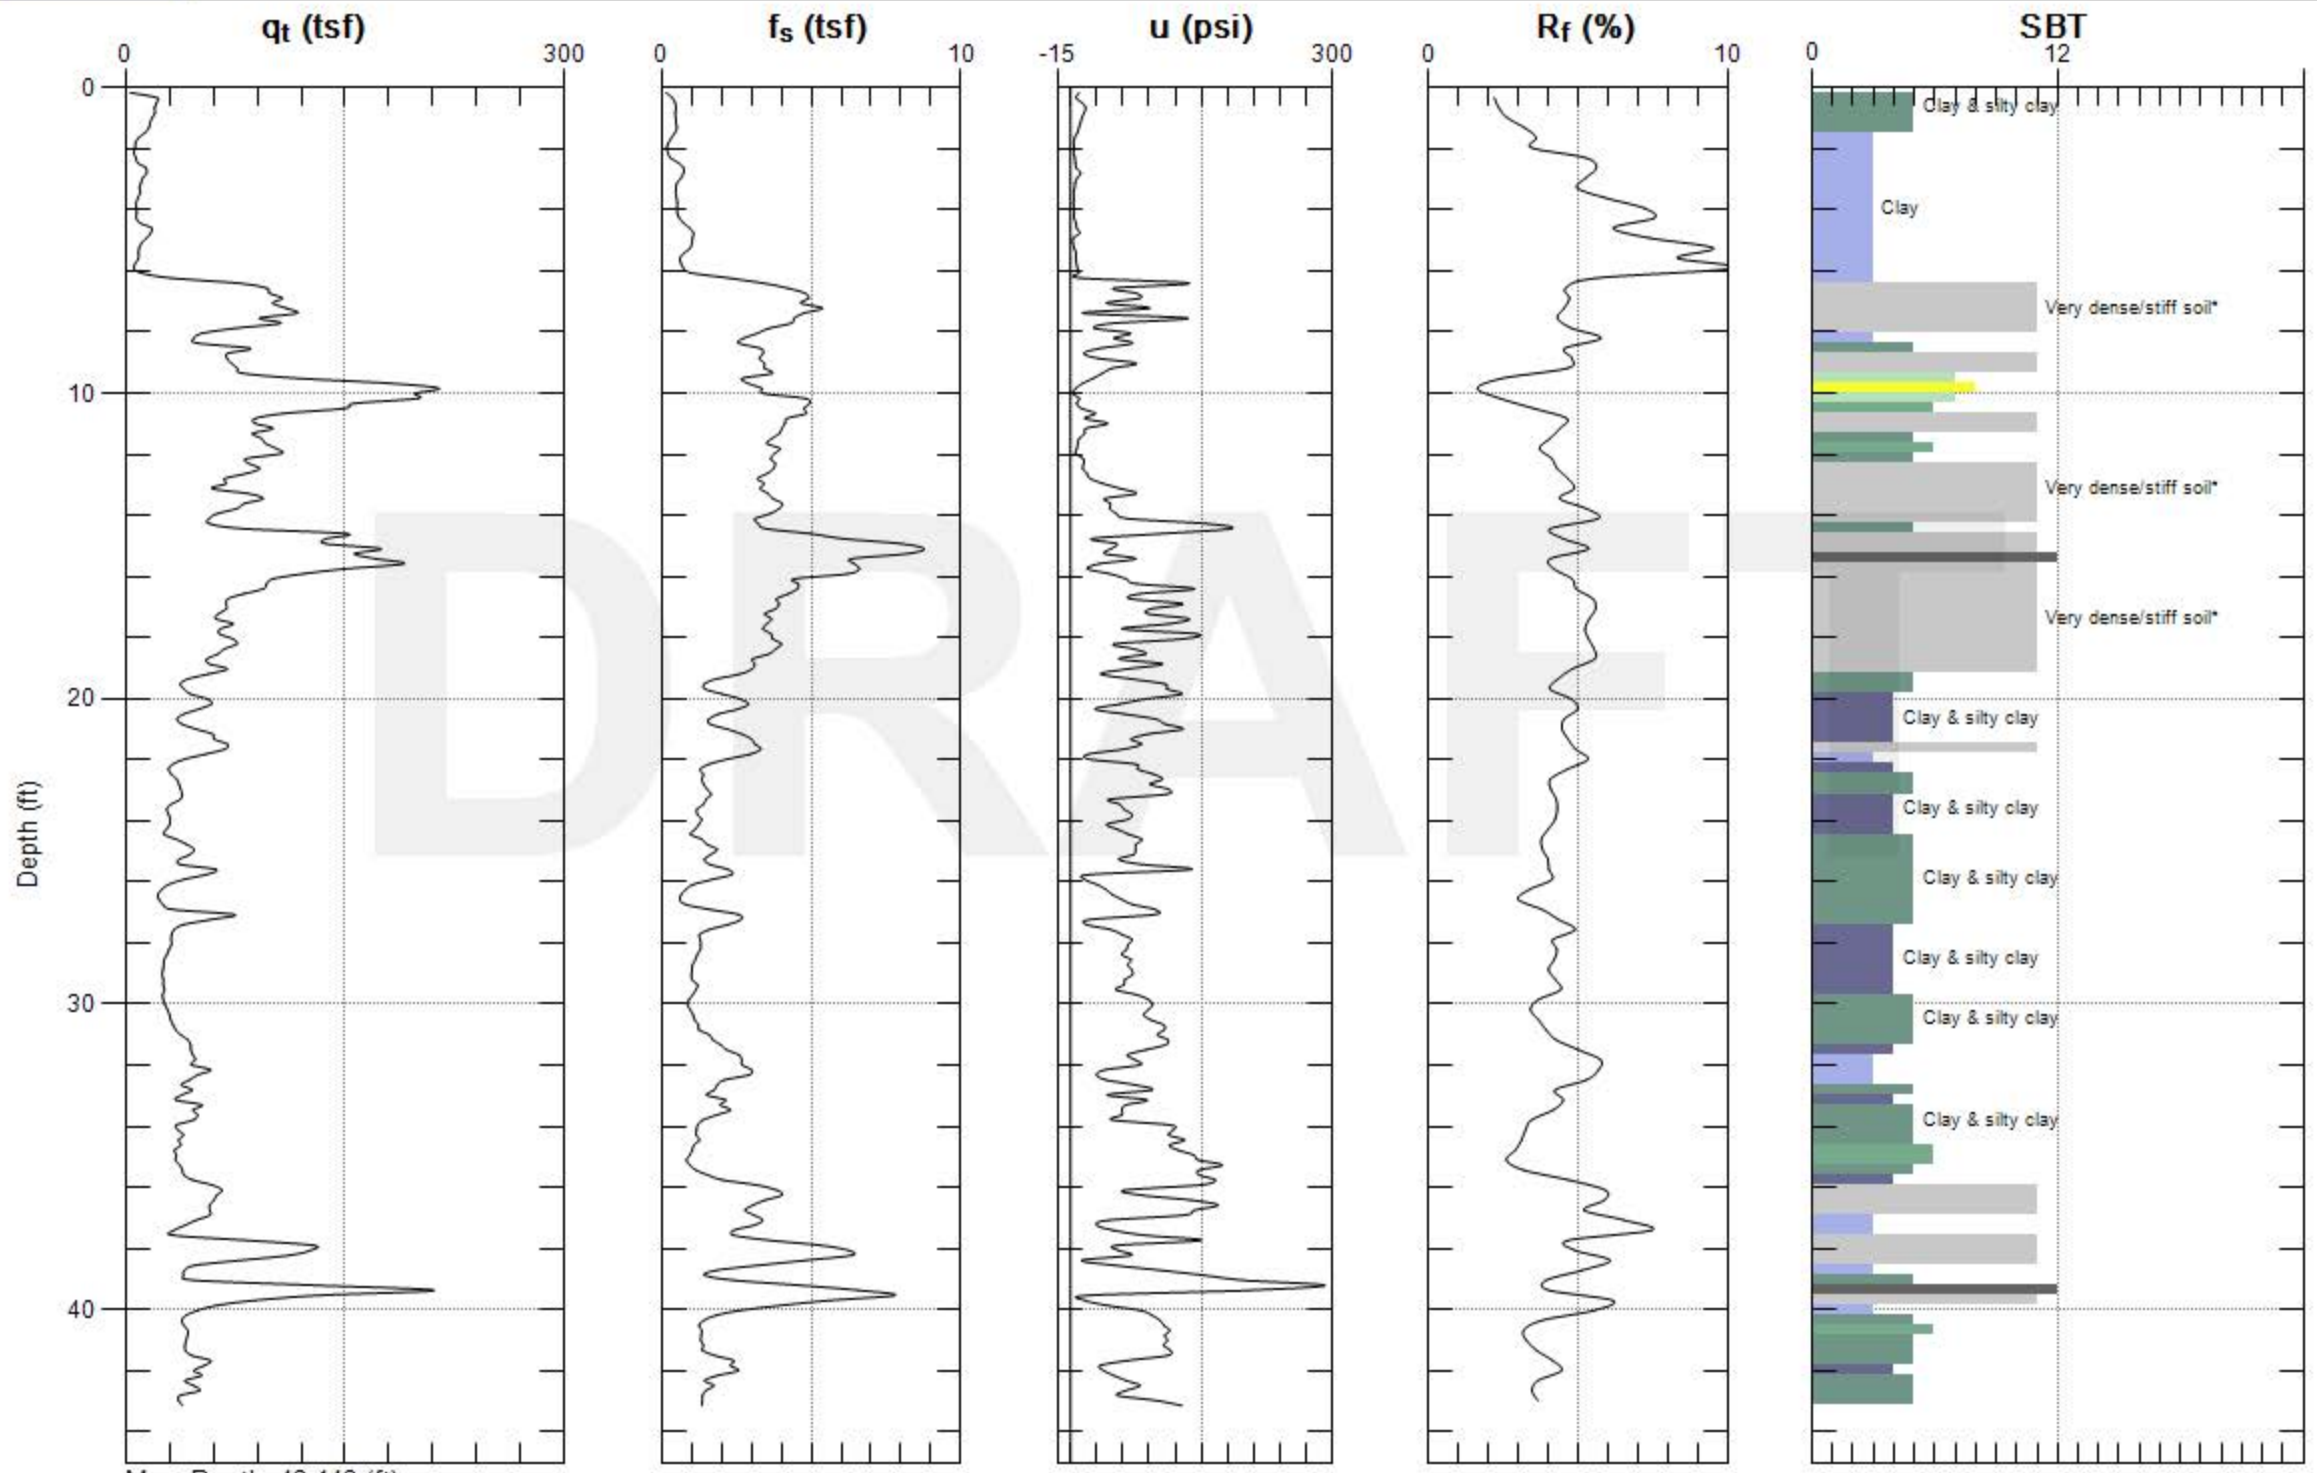 qt (tsf) fs (tsf) u (psi) Rf (%) SBT
0 300 0 10 -15 300 0 10 0 12
0
Clay & silty clay
Clay
Very dense/stiff soil*
10
Very dense/stiff soil*
DRAFT
Very dense/stiff soil*
20
Clay & silty clay
Clay & silty clay
Depth (ft)
Clay & silty clay
Clay & silty clay
30
Clay & silty clay
Clay & silty clay
40